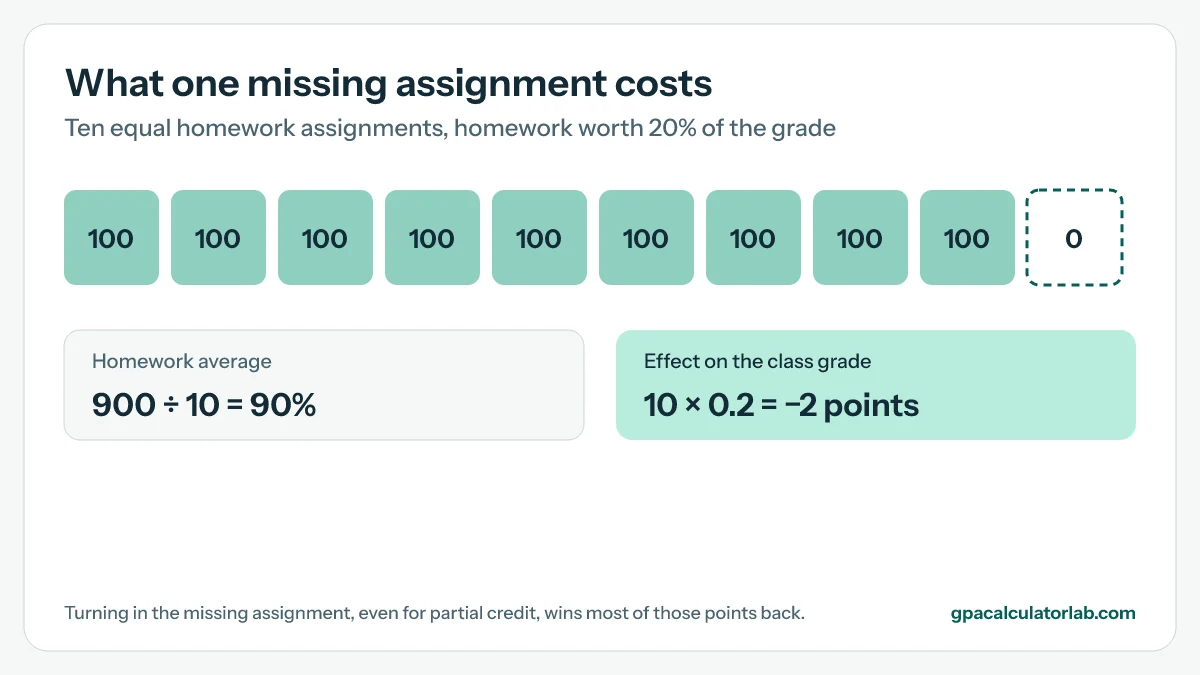 What one missing assignment costs
Ten equal homework assignments, homework worth 20% of the grade
100 100 100 100 100 100 100 100 100 0
Homework average
900 ÷ 10 = 90%
Effect on the class grade
10 × 0.2 = −2 points
Turning in the missing assignment, even for partial credit, wins most of those points back.
gpacalculatorlab.com